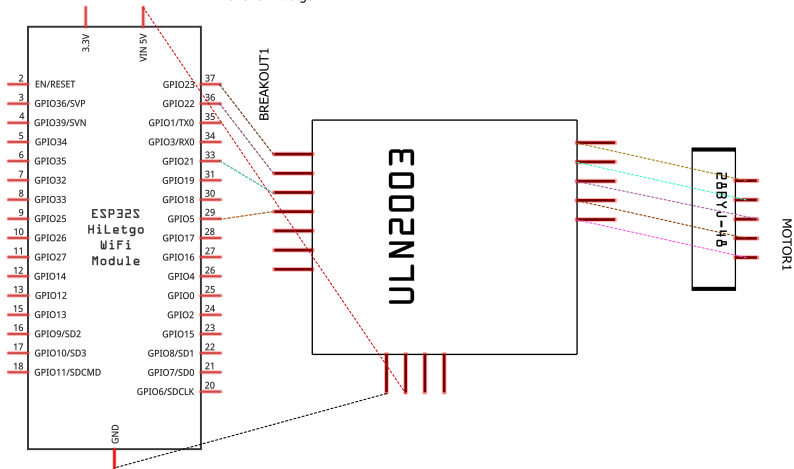 3.3V
VIN 5V
2 EN/RESET
3 GPIO36/SVP
4 GPIO39/SVN
5 GPIO34
6 GPIO35
7 GPIO32
8 GPIO33
9 GPIO25
10 GPIO26
11 GPIO27
12 GPIO14
13 GPIO12
15 GPIO13
16 GPIO9/SD2
17 GPIO10/SD3
18 GPIO11/SDCMD
ESP32S
HiLetgo
WiFi
Module
GPIO23 37
GPIO22 36
GPIO1/TX0 35
GPIO3/RX0 34
GPIO21 33
GPIO19 31
GPIO18 30
GPIO5 29
GPIO17 28
GPIO16 27
GPIO4 26
GPIO0 25
GPIO2 24
GPIO15 23
GPIO8/SD1 22
GPIO7/SD0 21
GPIO6/SDCLK 20
GND
BREAKOUT1
ULN2003
28BYJ-48
MOTOR1